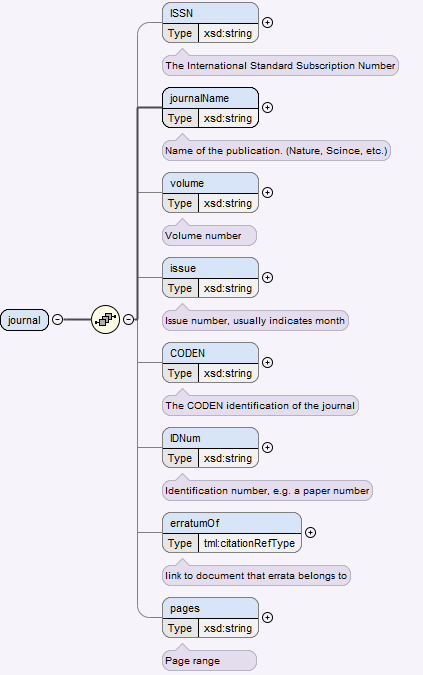 ISSN
Type xsd:string
The International Standard Subscription Number
journalName
Type xsd:string
Name of the publication. (Nature, Scince, etc.)
volume
Type xsd:string
Volume number
issue
Type xsd:string
Issue number, usually indicates month
journal
CODEN
Type xsd:string
The CODEN identification of the journal
IDNum
Type xsd:string
Identification number, e.g. a paper number
erratumOf
Type tml:citationRefType
link to document that errata belongs to
pages
Type xsd:string
Page range